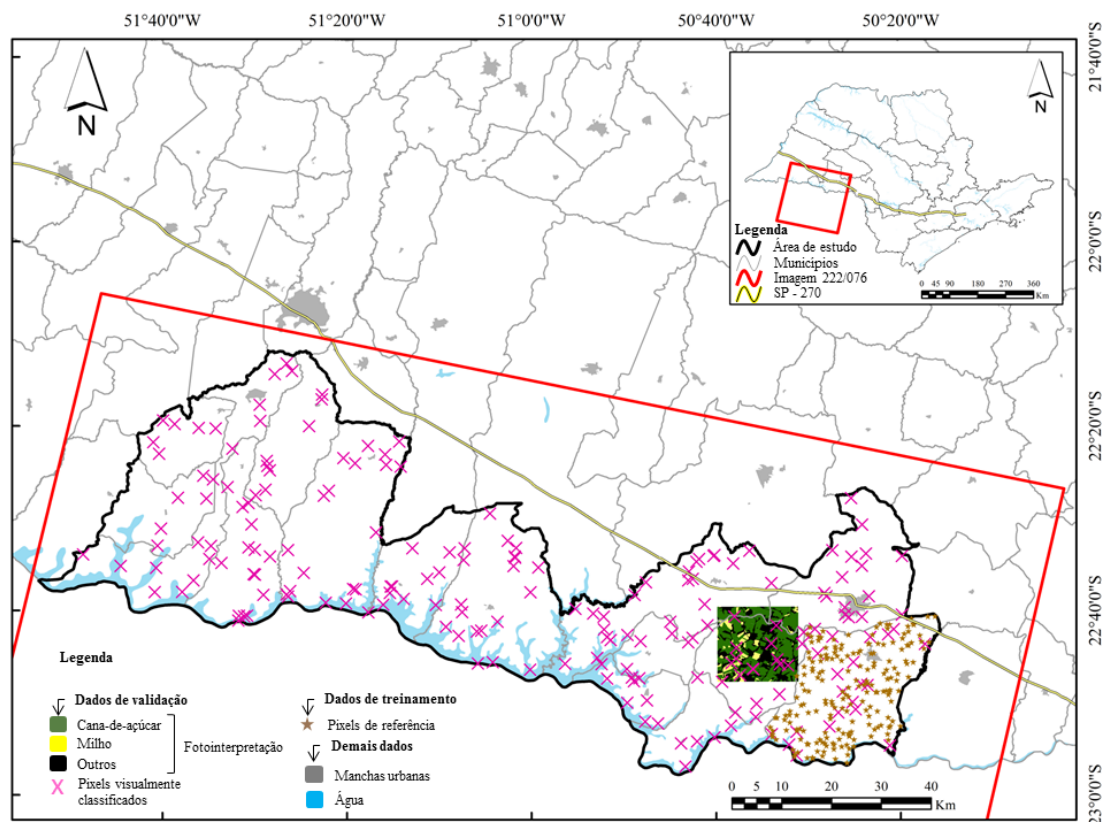 51°40'0"W 51°20'0"W 51°0'0"W 50°40'0"W 50°20'0"W
21°40'0"S
22°0'0"S
22°20'0"S
22°40'0"S
23°0'0"S
N
N
Legenda
Área de estudo
Municípios
Imagem 222/076
SP - 270
0 45 90 180 270 360
Km
Legenda
Dados de validação
Cana-de-açúcar
Milho
Outros
Fotointerpretação
Pixels visualmente
classificados
Dados de treinamento
Pixels de referência
Demais dados
Manchas urbanas
Água
0 10 20 30 40
Km